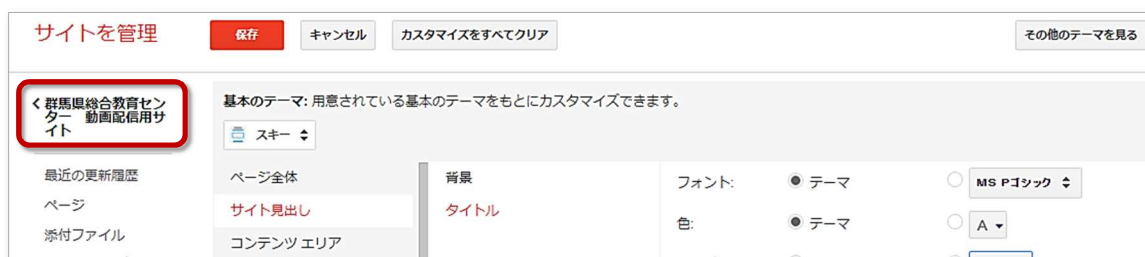 サイトを管理 保存 キャンセル カスタマイズをすべてクリア その他のテーマを見る
群馬県総合教育セン
ター 動画配信用サ
イト
基本のテーマ: 用意されている基本のテーマをもとにカスタマイズできます。
スキー
最近の更新履歴
ページ
添付ファイル
ページ全体
サイト見出し
コンテンツ エリア
背景
タイトル
フォント: テーマ MS Pゴシック
色: テーマ A